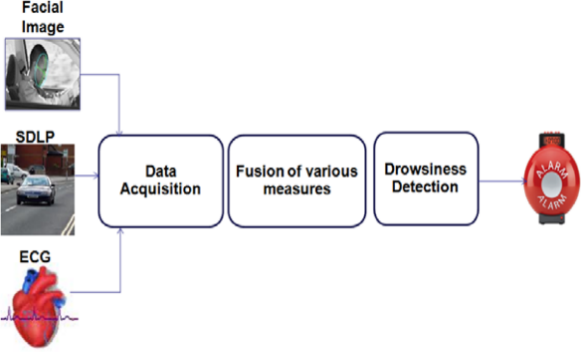 Facial
Image
SDLP
ECG
Data
Acquisition
Fusion of various
measures
Drowsiness
Detection
ALARM
ALARM